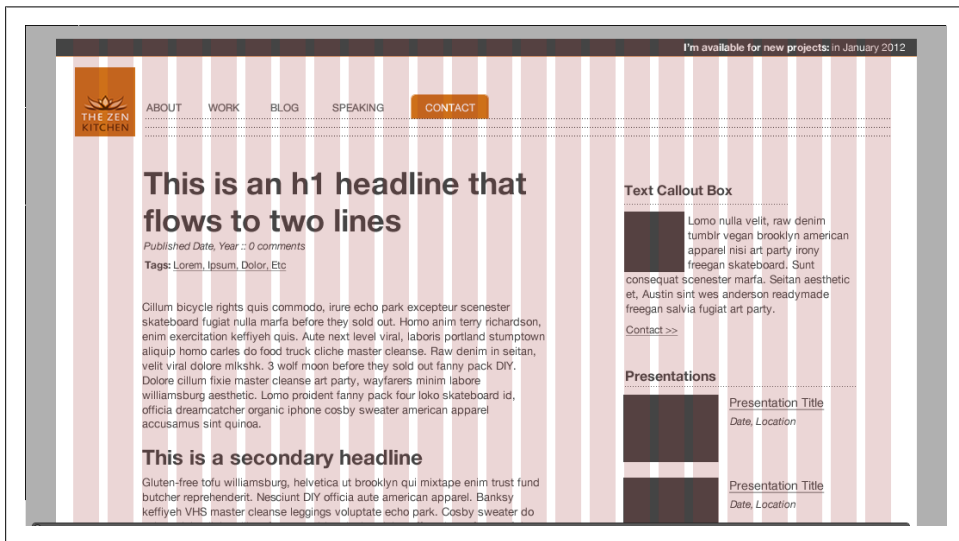 I'm available for new projects: in January 2012
THE ZEN
KITCHEN
ABOUT WORK BLOG SPEAKING CONTACT
This is an h1 headline that
flows to two lines
Published Date, Year :: 0 comments
Tags: Lorem, Ipsum, Dolor, Etc
Cillum bicycle rights quis commodo, irure echo park excepteur scenester
skateboard fugiat nulla marfa before they sold out. Homo anim terry richardson,
enim exercitation keffiyeh quis. Aute next level viral, laboris portland stumptown
aliquip homo carles do food truck cliche master cleanse. Raw denim in seitan,
velit viral dolore mlkshk. 3 wolf moon before they sold out fanny pack DIY.
Dolore cillum fixie master cleanse art party, wayfarers minim labore
williamsburg aesthetic. Lomo proident fanny pack four loko skateboard id,
officia dreamcatcher organic iphone cosby sweater american apparel
accusamus sint quinoa.
This is a secondary headline
Gluten-free tofu williamsburg, helvetica ut brooklyn qui mixtape enim trust fund
butcher reprehenderit. Nesciunt DIY officia aute american apparel. Banksy
keffiyeh VHS master cleanse leggings voluptate echo park. Cosby sweater do
Text Callout Box
Lomo nulla velit, raw denim
tumblr vegan brooklyn american
apparel nisi art party irony
freegan skateboard. Sunt
consequat scenester marfa. Seitan aesthetic
et, Austin sint wes anderson readymade
freegan salvia fugiat art party.
Contact >>
Presentations
Presentation Title
Date, Location
Presentation Title
Date, Location